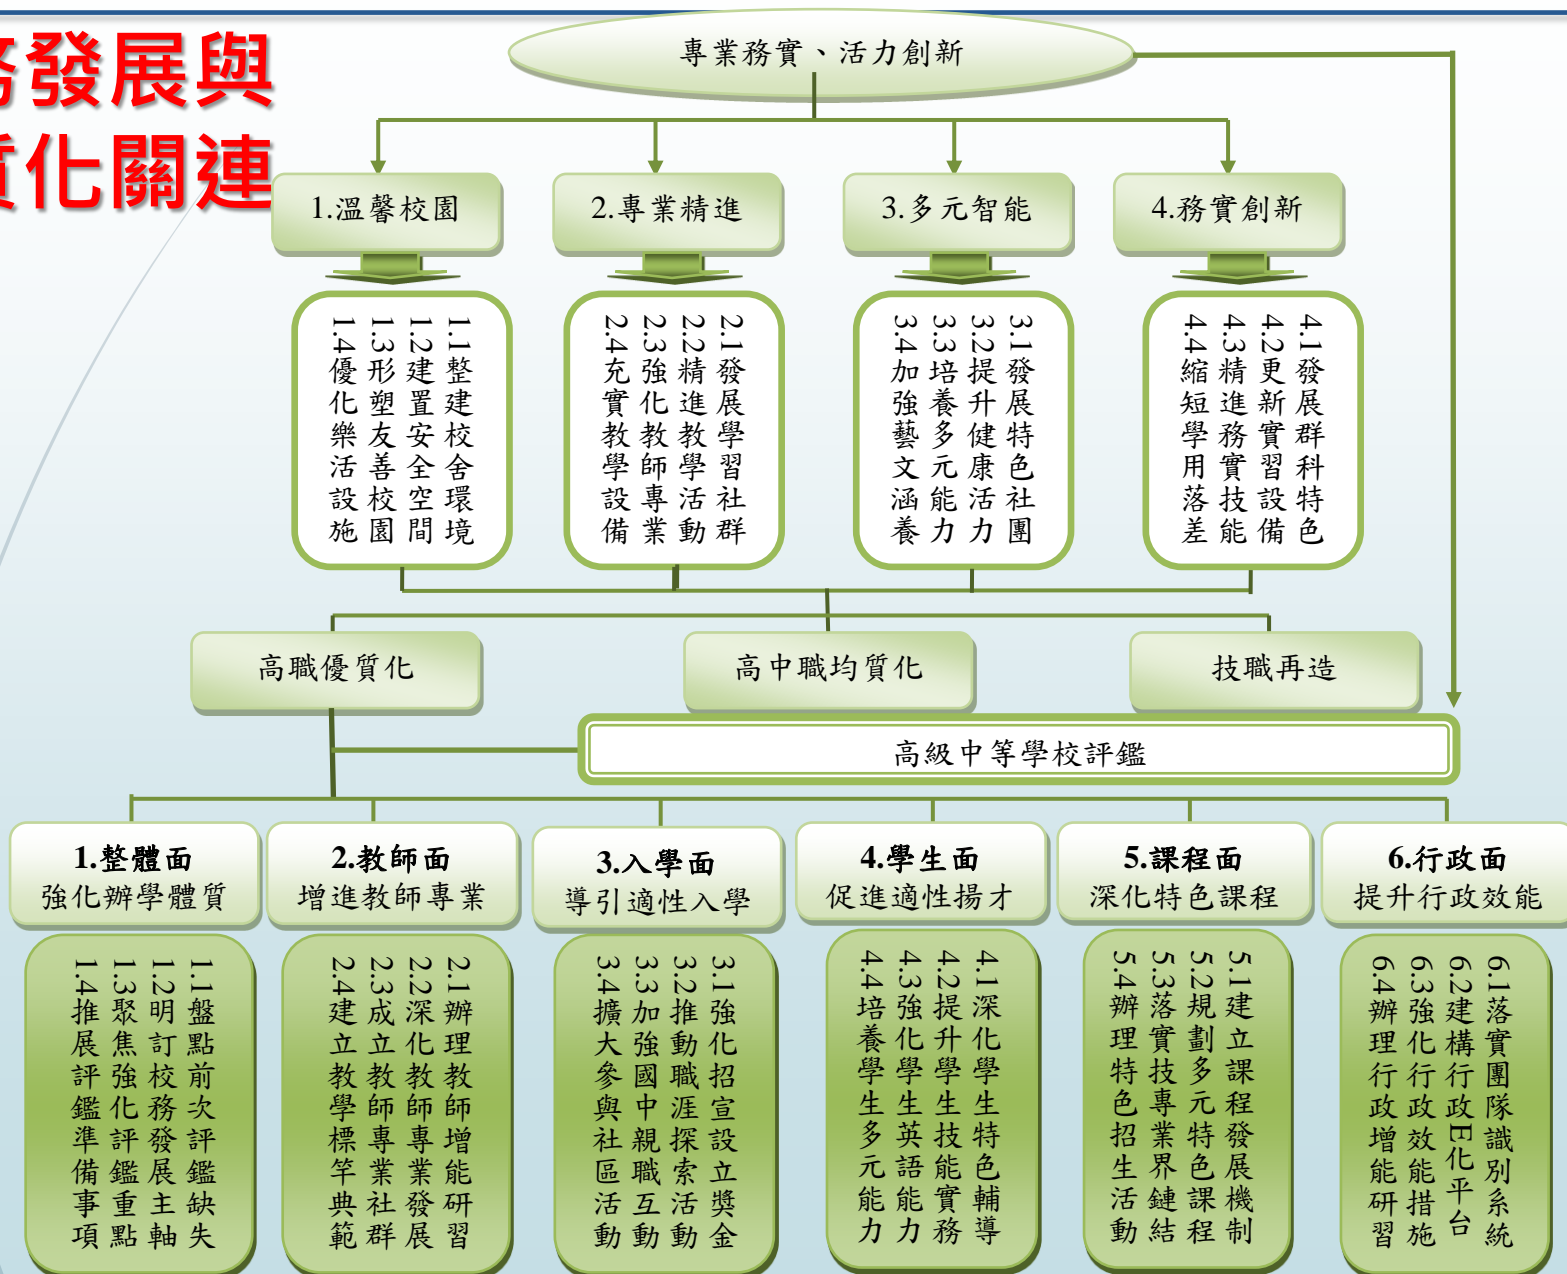 務發展與
質化關連
專業務實、活力創新
1.溫馨校園
2.專業精進
3.多元智能
4.務實創新
1.1整建校舍環境
1.2建置安全空間
1.3形塑友善校園
1.4優化樂活設施
2.1發展學習社群
2.2精進教學活動
2.3強化教師專業
2.4充實教學設備
3.1發展特色社團
3.2提升健康活力
3.3培養多元能力
3.4加強藝文涵養
4.1發展群科特色
4.2更新實習設備
4.3精進務實技能
4.4縮短學用落差
高職優質化
高中職均質化
技職再造
高級中等學校評鑑
1.整體面
強化辦學體質
2.教師面
增進教師專業
3.入學面
導引適性入學
4.學生面
促進適性揚才
5.課程面
深化特色課程
6.行政面
提升行政效能
1.1盤點前次評鑑缺失
1.2明訂校務發展主軸
1.3聚焦強化評鑑重點
1.4推展評鑑準備事項
2.1辦理教師增能研習
2.2深化教師專業發展
2.3成立教師專業社群
2.4建立教學標竿典範
3.1強化招宣設立獎金
3.2推動職涯探索活動
3.3加強國中親職互動
3.4擴大參與社區活動
4.1深化學生特色輔導
4.2提升學生技能實務
4.3強化學生英語能力
4.4培養學生多元能力
5.1建立課程發展機制
5.2規劃多元特色課程
5.3落實技專業界鏈結
5.4辦理特色招生活動
6.1落實團隊識別系統
6.2建構行政E化平台
6.3強化行政效能措施
6.4辦理行政增能研習